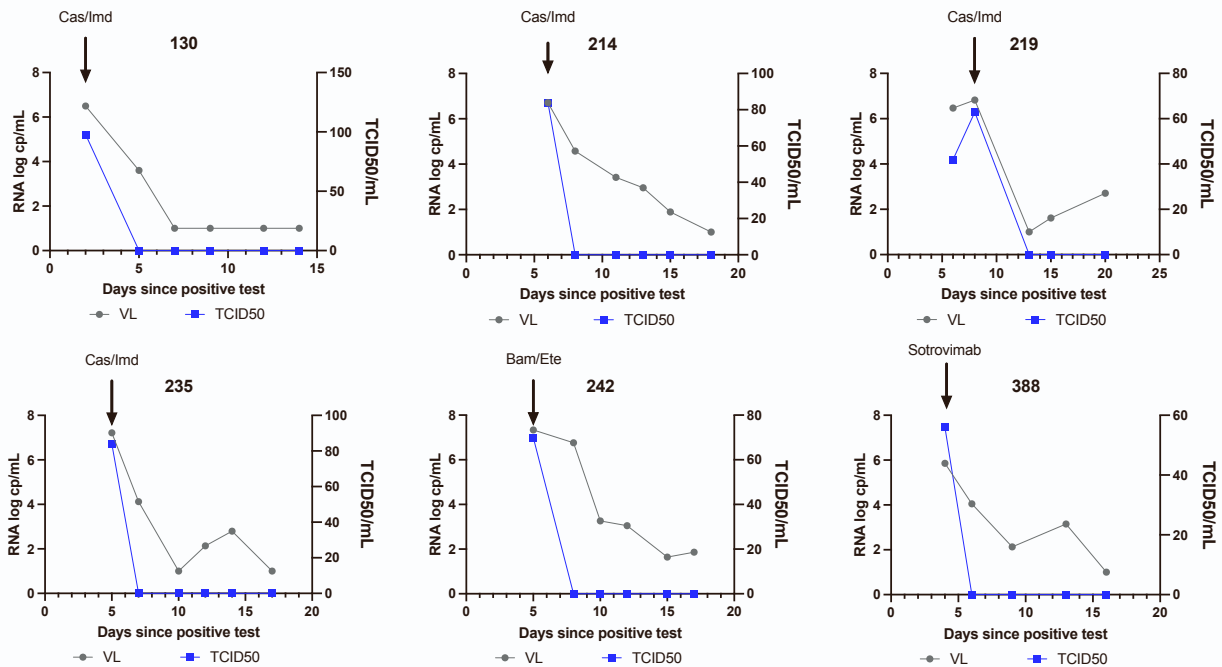 Cas/Imd
130
8
6
4
2
0
RNA log cp/mL
150
100
50
0
TCID50/mL
0 5 10 15
Days since positive test
VL TCID50
Cas/Imd
214
8
6
4
2
0
RNA log cp/mL
100
80
60
40
20
0
TCID50/mL
0 5 10 15 20
Days since positive test
VL TCID50
Cas/Imd
219
8
6
4
2
0
RNA log cp/mL
80
60
40
20
0
TCID50/mL
0 5 10 15 20 25
Days since positive test
VL TCID50
Cas/Imd
235
8
6
4
2
0
RNA log cp/mL
100
80
60
40
20
0
TCID50/mL
0 5 10 15 20
Days since positive test
VL TCID50
Bam/Ete
242
8
6
4
2
0
RNA log cp/mL
80
60
40
20
0
TCID50/mL
0 5 10 15 20
Days since positive test
VL TCID50
Sotrovimab
388
8
6
4
2
0
RNA log cp/mL
60
40
20
0
TCID50/mL
0 5 10 15 20
Days since positive test
VL TCID50